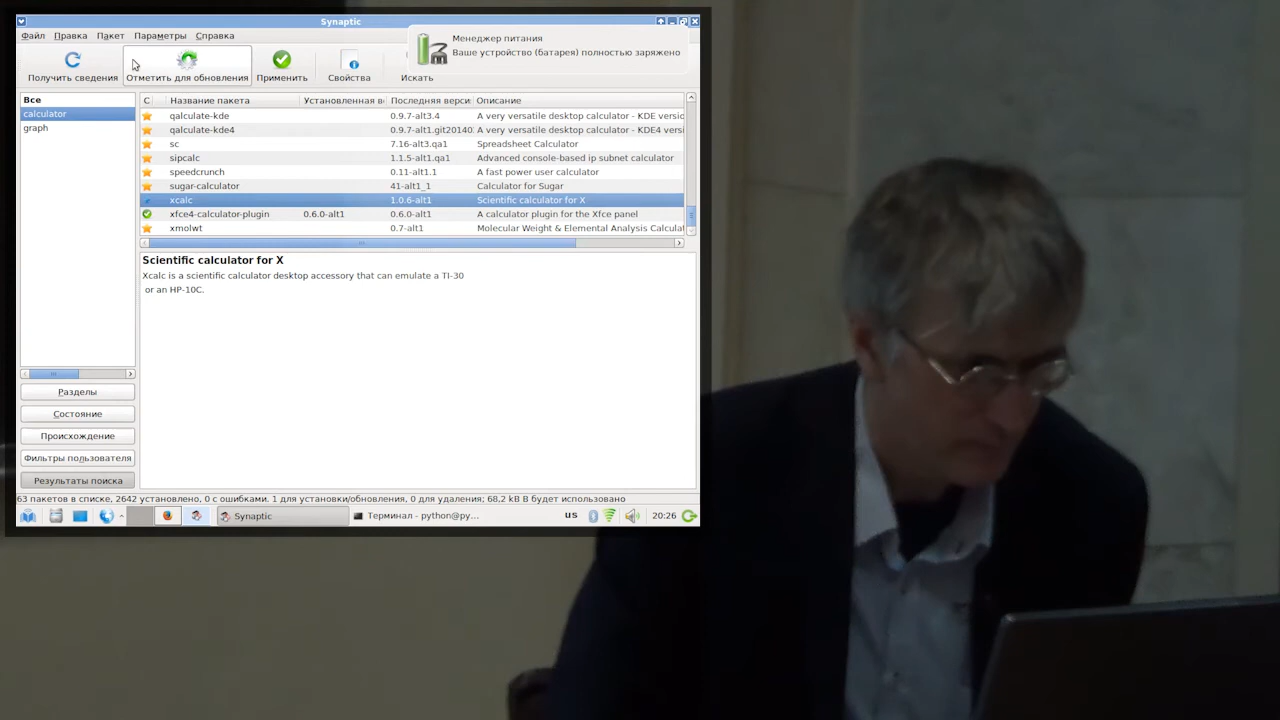 Synaptic
Файл Правка Пакет Параметры Справка
Менеджер питания
Ваше устройство (батарея) полностью заряжено
Получить сведения Отметить для обновления Применить Свойства Искать
Все
calculator
graph
С Название пакета Установленная в Последняя верси Описание
qalculate-kde 0.9.7-alt3.4 A very versatile desktop calculator - KDE versio
qalculate-kde4 0.9.7-alt1.git20140 A very versatile desktop calculator - KDE4 versi
sc 7.16-alt3.qa1 Spreadsheet Calculator
sipcalc 1.1.5-alt1.qa1 Advanced console-based ip subnet calculator
speedcrunch 0.11-alt1.1 A fast power user calculator
sugar-calculator 41-alt1_1 Calculator for Sugar
xcalc 1.0.6-alt1 Scientific calculator for X
xfce4-calculator-plugin 0.6.0-alt1 0.6.0-alt1 A calculator plugin for the Xfce panel
xmolwt 0.7-alt1 Molecular Weight & Elemental Analysis Calculat
Scientific calculator for X
Xcalc is a scientific calculator desktop accessory that can emulate a TI-30
or an HP-10C.
Разделы
Состояние
Происхождение
Фильтры пользователя
Результаты поиска
63 пакетов в списке, 2642 установлено, 0 с ошибками. 1 для установки/обновления, 0 для удаления; 68,2 kB B будет использовано
Synaptic Терминал - python@py... us 20:26